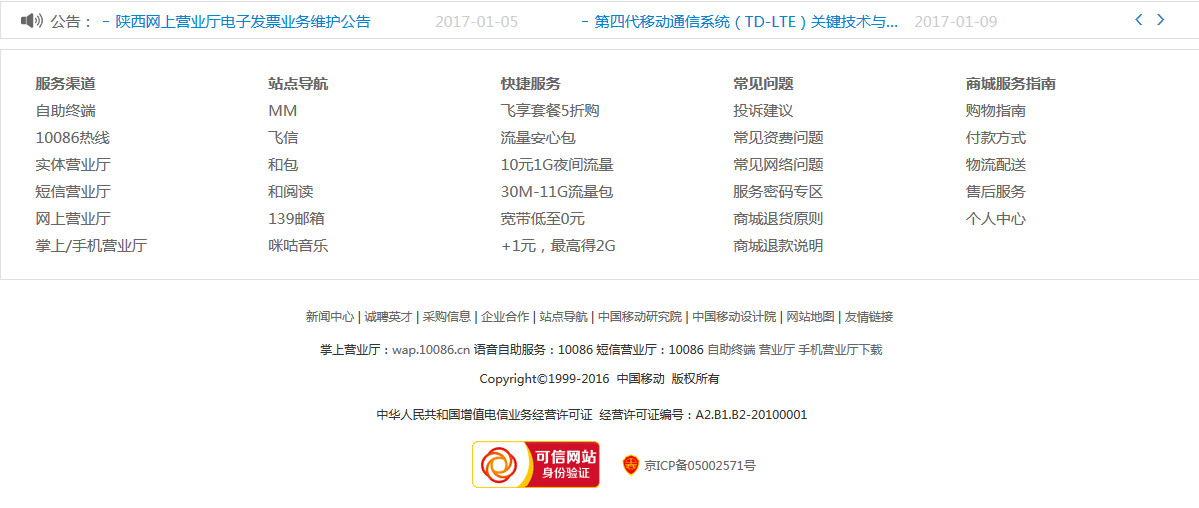 公告： - 陕西网上营业厅电子发票业务维护公告 2017-01-05 - 第四代移动通信系统（TD-LTE）关键技术与... 2017-01-09
服务渠道 站点导航 快捷服务 常见问题 商城服务指南
自助终端 MM 飞享套餐5折购 投诉建议 购物指南
10086热线 飞信 流量安心包 常见资费问题 付款方式
实体营业厅 和包 10元1G夜间流量 常见网络问题 物流配送
短信营业厅 和阅读 30M-11G流量包 服务密码专区 售后服务
网上营业厅 139邮箱 宽带低至0元 商城退货原则 个人中心
掌上/手机营业厅 咪咕音乐 +1元，最高得2G 商城退款说明
新闻中心 | 诚聘英才 | 采购信息 | 企业合作 | 站点导航 | 中国移动研究院 | 中国移动设计院 | 网站地图 | 友情链接
掌上营业厅：wap.10086.cn 语音自助服务：10086 短信营业厅：10086 自助终端 营业厅 手机营业厅下载
Copyright©1999-2016 中国移动 版权所有
中华人民共和国增值电信业务经营许可证 经营许可证编号：A2.B1.B2-20100001
可信网站
身份验证
京ICP备05002571号